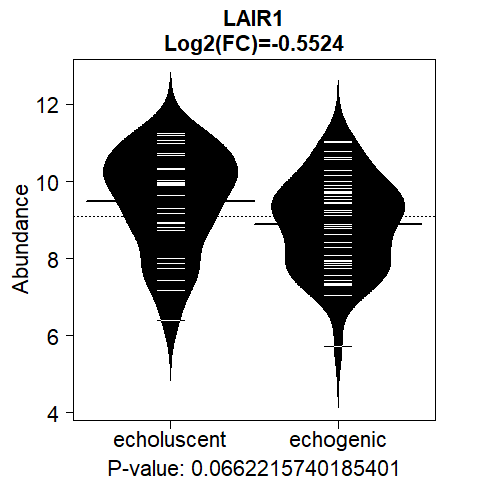 LAIR1
Log2(FC)=-0.5524
Abundance
12
10
8
6
4
echoluscent echogenic
P-value: 0.0662215740185401